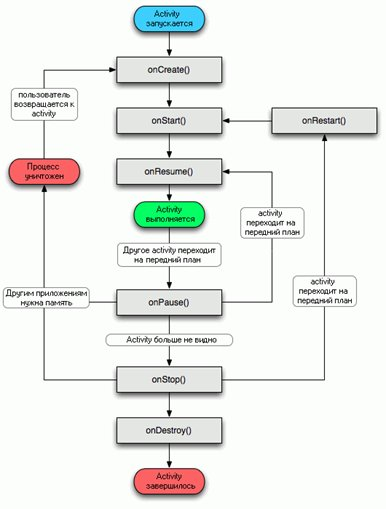 Activity
запускается
onCreate()
пользователь
возвращается к
activity
onStart()
onRestart()
onResume()
Процесс
уничтожен
Activity
выполняется
activity
переходит на
передний план
Другое activity переходит
на передний план
activity
переходит на
передний план
Другим приложениям
нужна память
onPause()
Activity больше не видно
onStop()
onDestroy()
Activity
завершилось